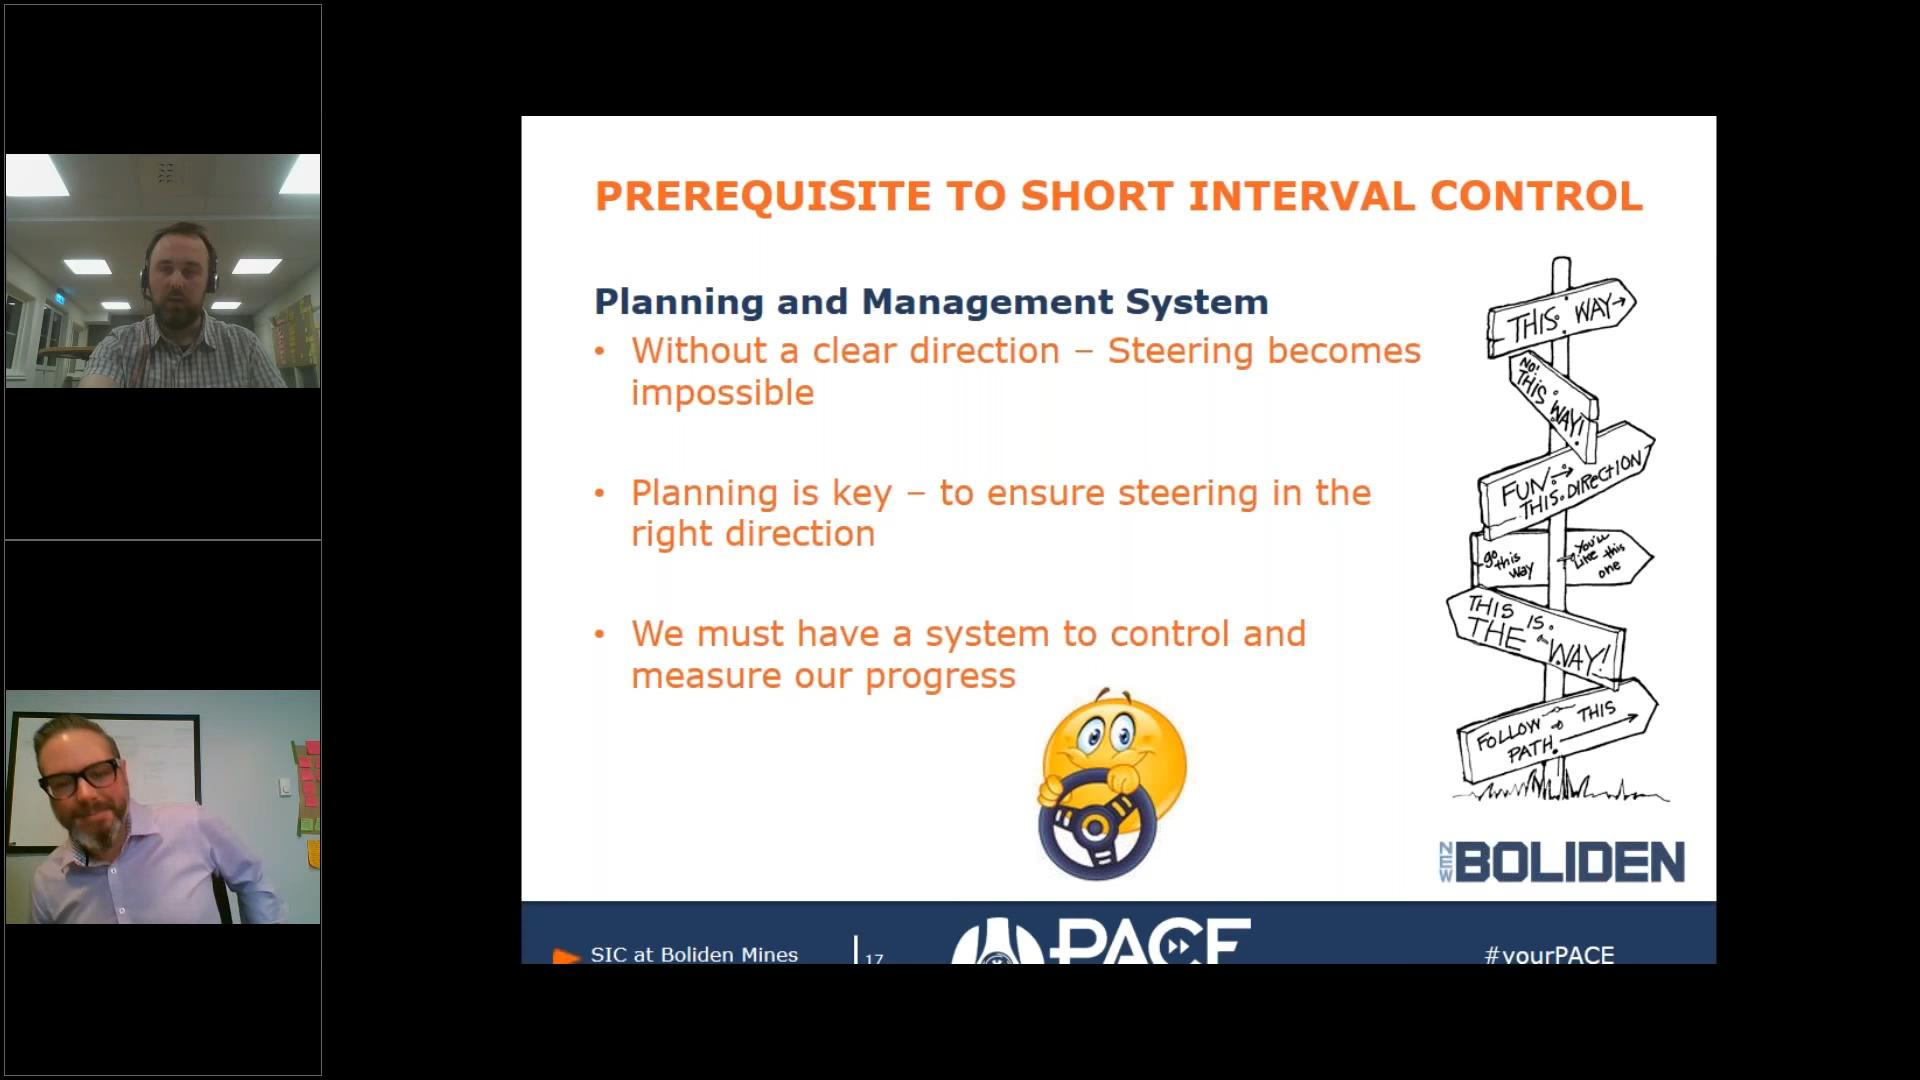 PREREQUISITE TO SHORT INTERVAL CONTROL
Planning and Management System
• Without a clear direction – Steering becomes
impossible
• Planning is key – to ensure steering in the
right direction
• We must have a system to control and
measure our progress
THIS WAY
NO!
THIS WAY!
FUN
THIS DIRECTION
go this
way
You'll
Like this
one
THIS IS
THE WAY!
FOLLOW THIS
PATH
NEW BOLIDEN
SIC at Boliden Mines
17
PACE
#yourPACE